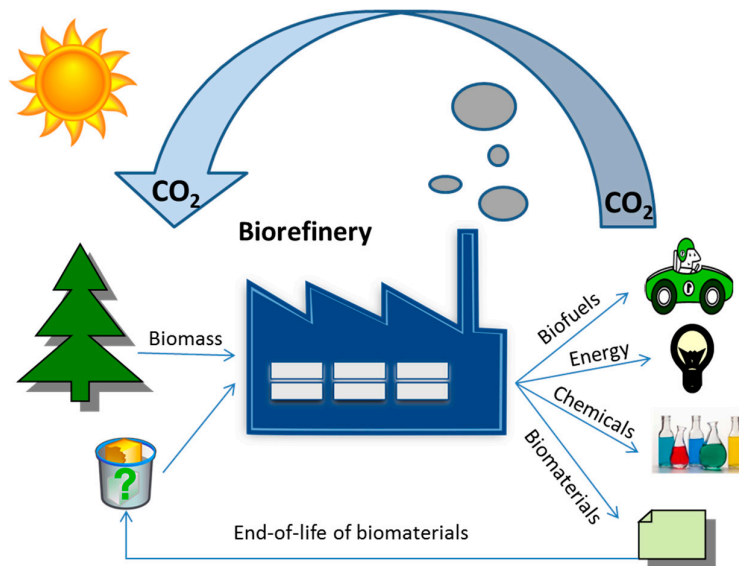 CO₂
CO₂
Biorefinery
Biomass
Biofuels
Energy
Chemicals
Biomaterials
?
End-of-life of biomaterials